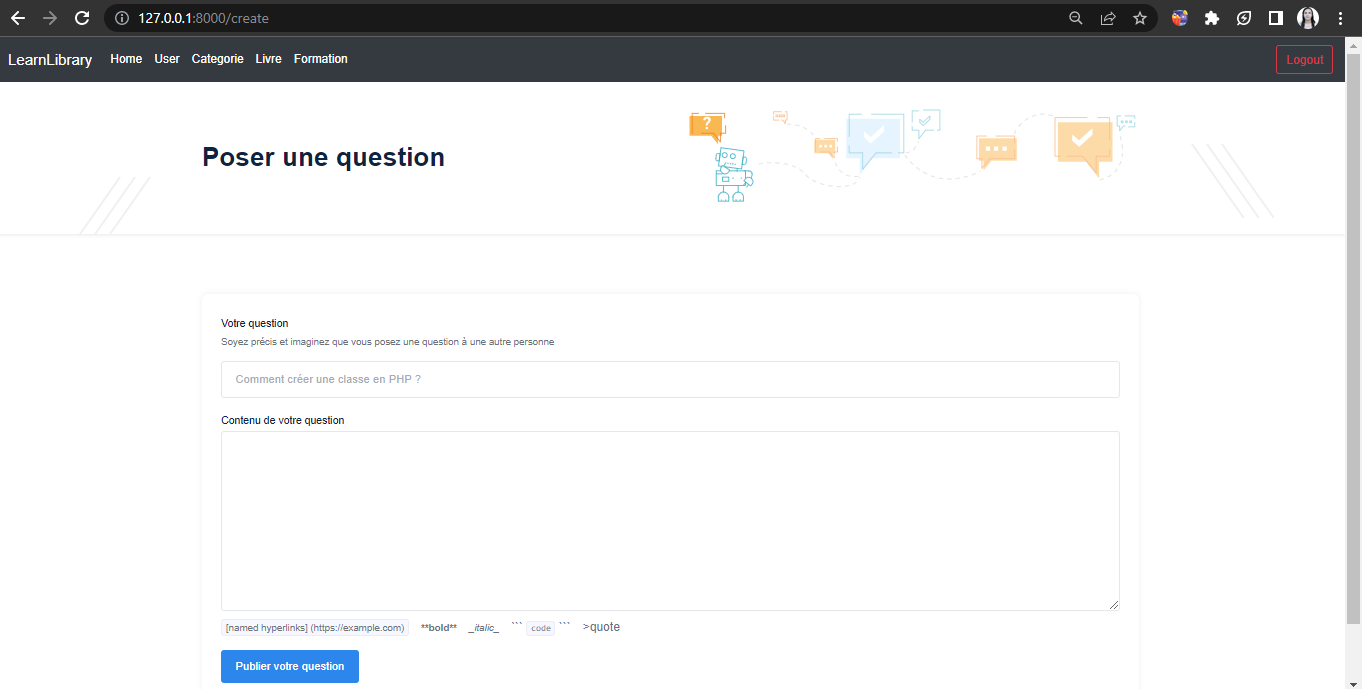 127.0.0.1:8000/create
LearnLibrary Home User Categorie Livre Formation Logout
?
Poser une question
Votre question
Soyez précis et imaginez que vous posez une question à une autre personne
Comment créer une classe en PHP ?
Contenu de votre question
[named hyperlinks] (https://example.com) **bold** _italic_ ``` code ``` >quote
Publier votre question